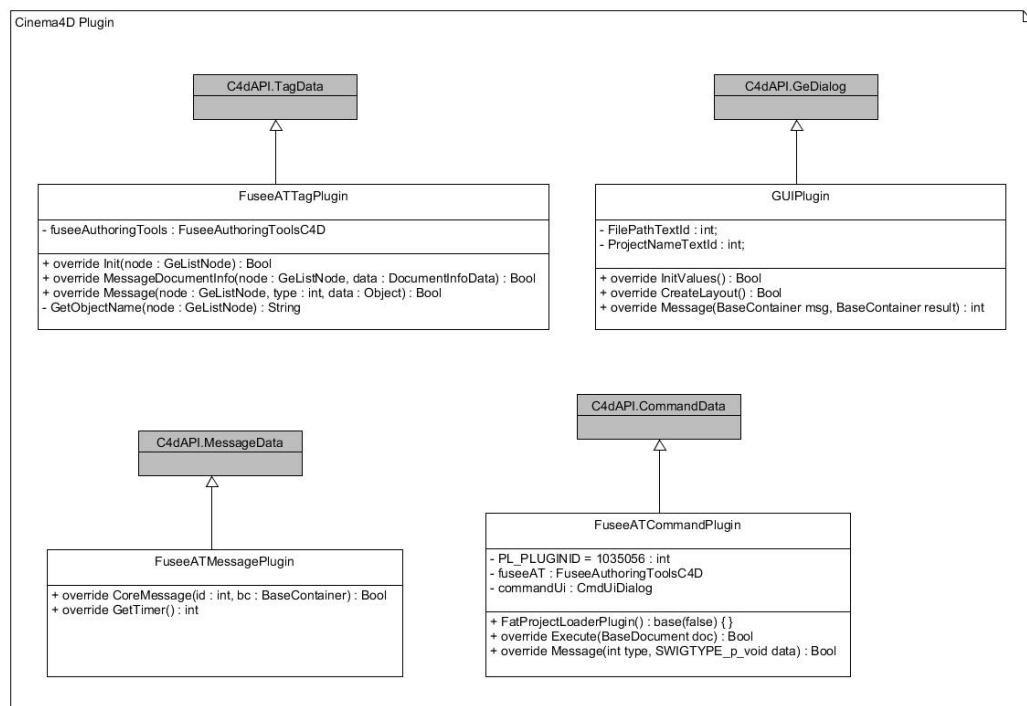 Cinema4D Plugin
C4dAPI.TagData
FuseeATTagPlugin
- fuseeAuthoringTools : FuseeAuthoringToolsC4D
+ override Init(node : GeListNode) : Bool
+ override MessageDocumentInfo(node : GeListNode, data : DocumentInfoData) : Bool
+ override Message(node : GeListNode, type : int, data : Object) : Bool
- GetObjectName(node : GeListNode) : String
C4dAPI.GeDialog
GUIPlugin
- FilePathTextId : int;
- ProjectNameTextId : int;
+ override InitValues() : Bool
+ override CreateLayout() : Bool
+ override Message(BaseContainer msg, BaseContainer result) : int
C4dAPI.MessageData
FuseeATMessagePlugin
+ override CoreMessage(id : int, bc : BaseContainer) : Bool
+ override GetTimer() : int
C4dAPI.CommandData
FuseeATCommandPlugin
- PL_PLUGINID = 1035056 : int
- fuseeAT : FuseeAuthoringToolsC4D
- commandUi : CmdUiDialog
+ FatProjectLoaderPlugin() : base(false) { }
+ override Execute(BaseDocument doc) : Bool
+ override Message(int type, SWIGTYPE_p_void data) : Bool